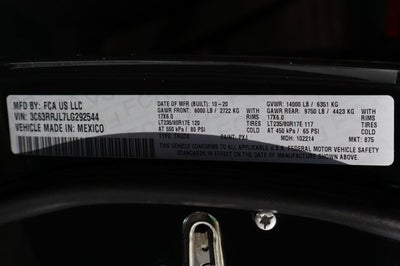 MFD BY: FCA US LLC
VIN: 3C63RRJL7LG292544
VEHICLE MADE IN: MEXICO
DATE OF MFR (BUILT): 10-20 GVWR: 14000 LB / 6351 KG
GAWR FRONT: 6000 LB / 2722 KG GAWR REAR: 9750 LB / 4423 KG
17X6.0 RIMS 17X6.0 RIMS
LT235/80R17E 120 TIRES LT235/80R17E 117 TIRES
AT 550 kPa / 80 PSI AT 450 kPa / 65 PSI
TYPE: TRUCK PAINT: PXJ MDH: 102214 MKT: 875
THIS VEHICLE CONFORMS TO ALL APPLICABLE U.S. FEDERAL MOTOR VEHICLE SAFETY
STANDARDS IN EFFECT ON THE DATE OF MANUFACTURE SHOWN ABOVE